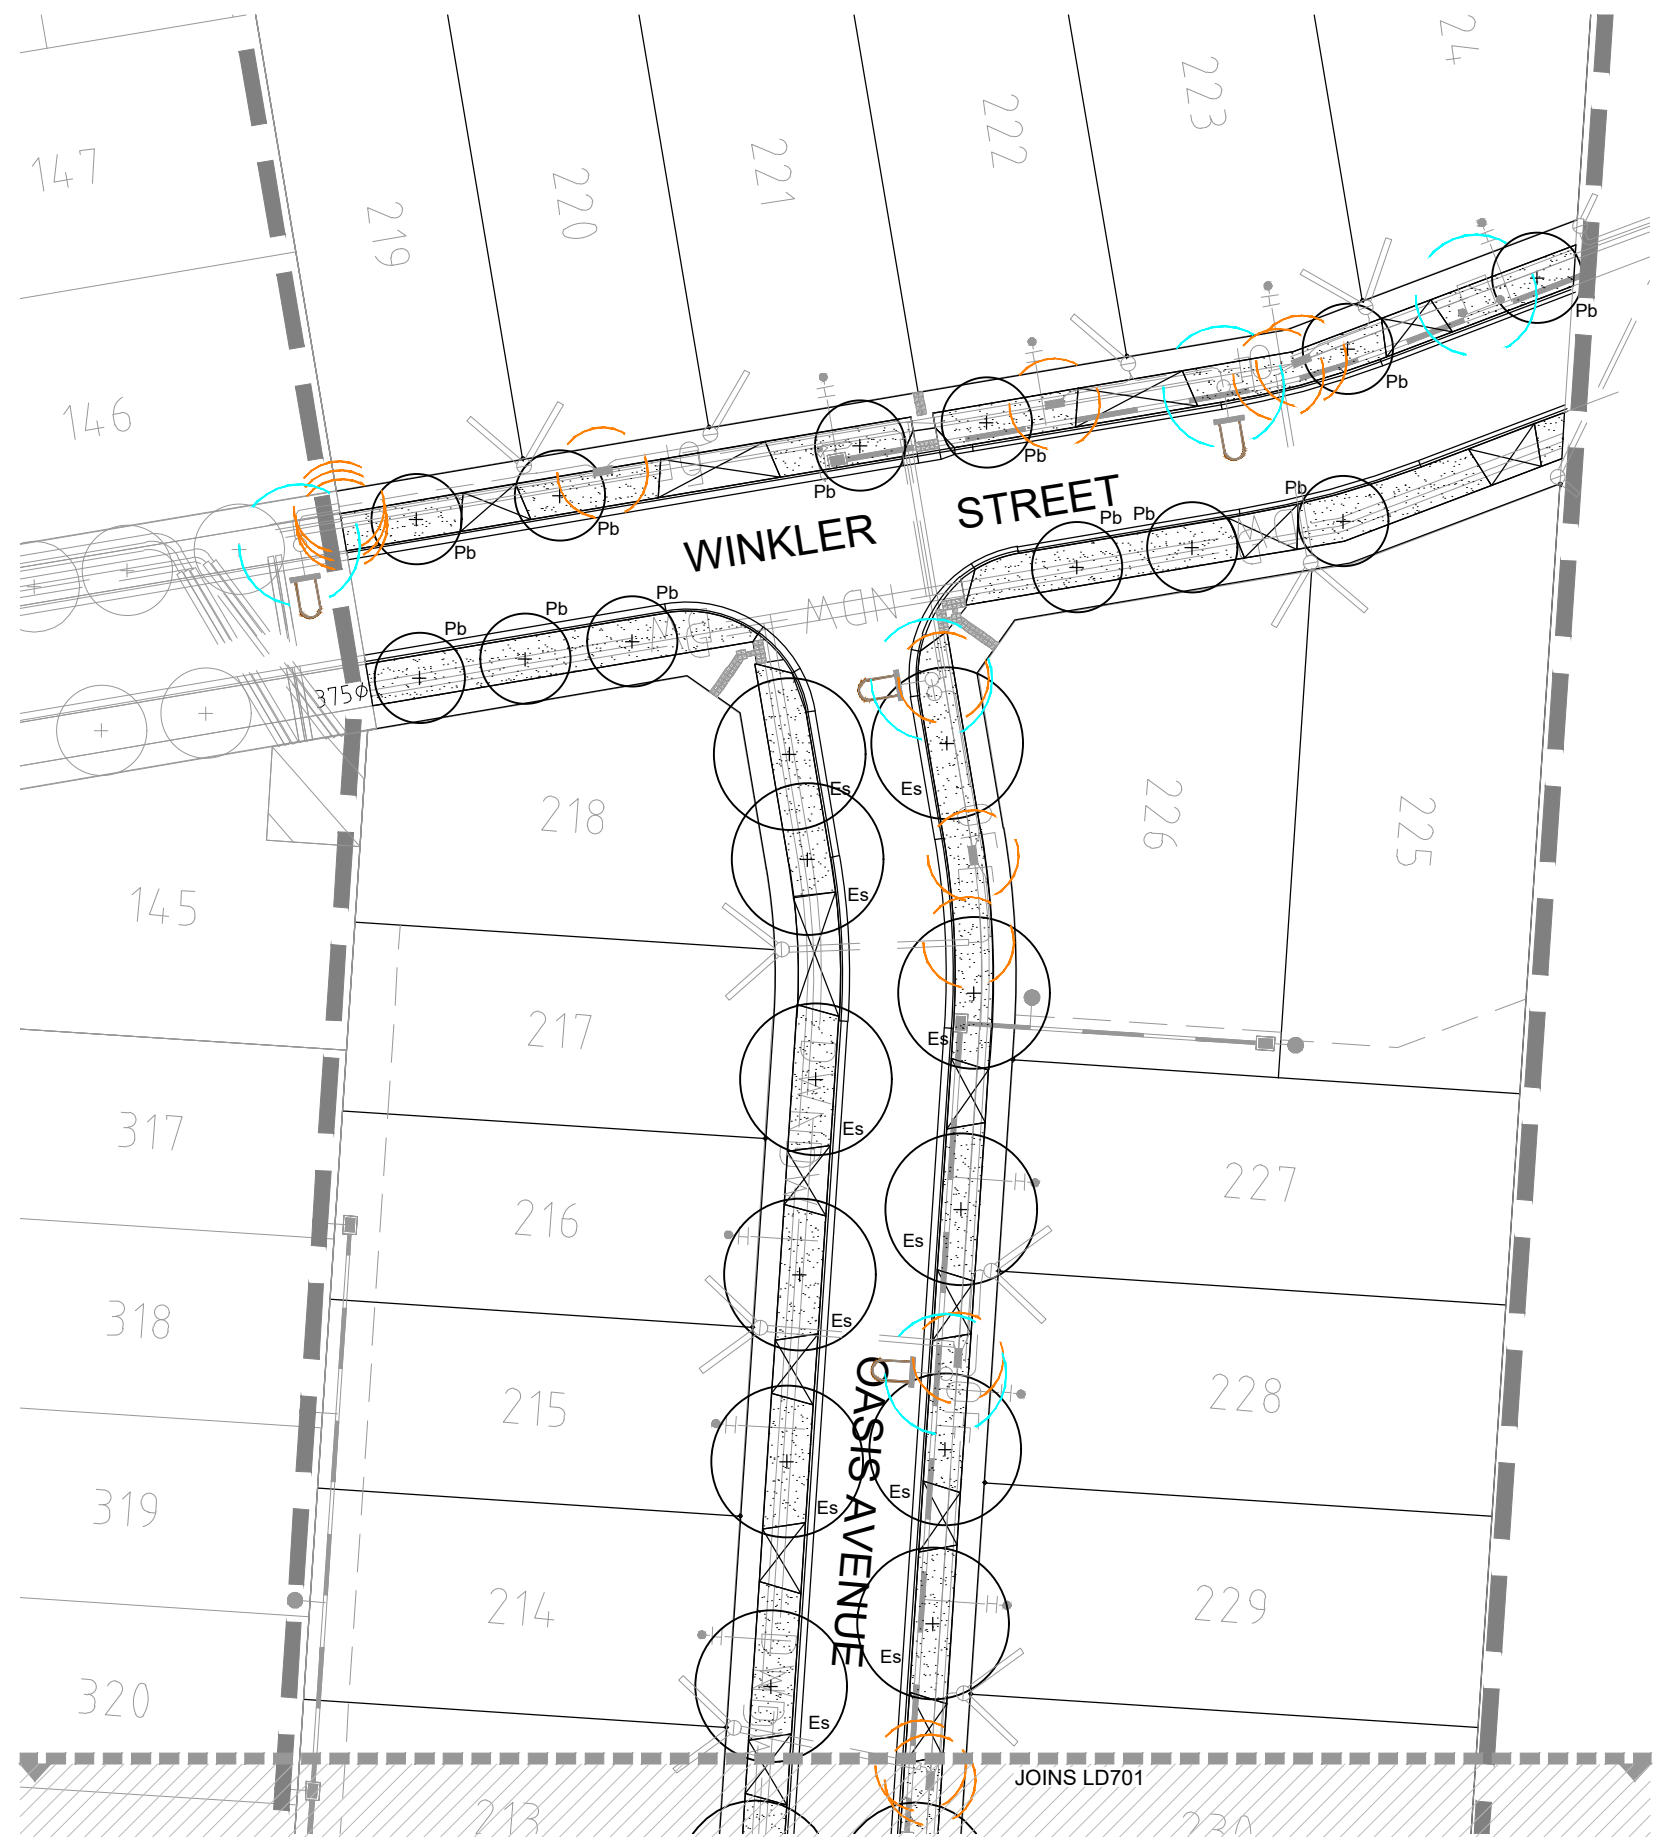 24
223
222
221
220
219
147
146
Pb
Pb
Pb
Pb
Pb
Pb
Pb
Pb
Pb
Pb
Pb
Pb
WINKLER STREET
NDW
375ϕ
Es
Es
Es
Es
218
226
225
145
217
Es
Es
317
216
227
Es
Es
318
215
228
OASIS AVENUE
Es
Es
319
214
229
Es
Es
320
JOINS LD701
213
230